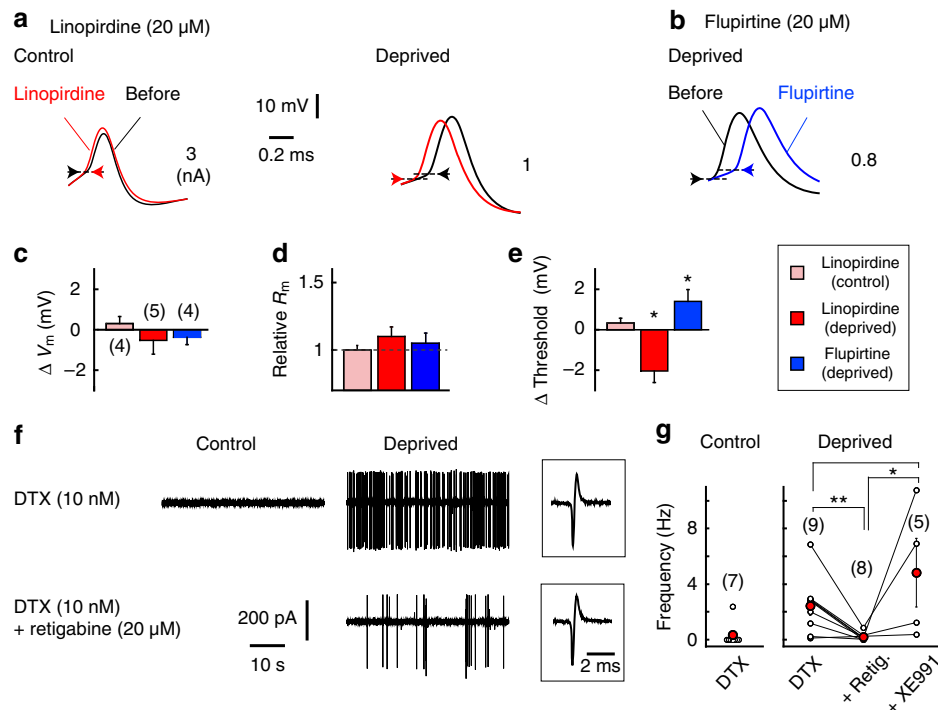 a Linopirdine (20 μM)
b Flupirtine (20 μM)
Control
Deprived
Deprived
Linopirdine
Before
10 mV
0.2 ms
3
(nA)
1
Before
Flupirtine
0.8
c
Δ Vm (mV)
2
0
−2
(4)
(5)
(4)
d
Relative Rm
1.5
1
e
Δ Threshold (mV)
2
0
−2
*
*
Linopirdine
(control)
Linopirdine
(deprived)
Flupirtine
(deprived)
f
Control
Deprived
DTX (10 nM)
DTX (10 nM)
+ retigabine (20 μM)
200 pA
10 s
2 ms
g
Control
Deprived
Frequency (Hz)
8
4
0
(7)
DTX
(9)
(8)
(5)
**
*
DTX
+ Retig.
+ XE991